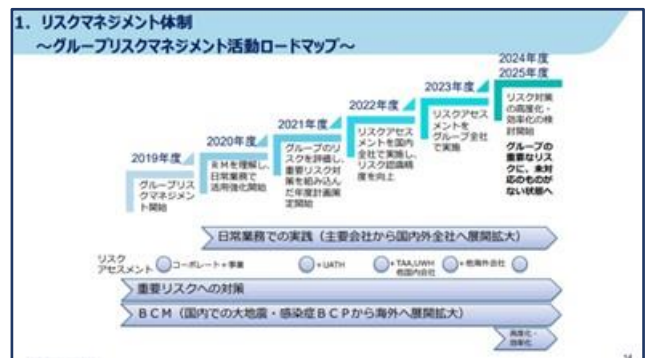 1. リスクマネジメント体制
～グループリスクマネジメント活動ロードマップ～
2019年度
グループリス
クマネジメン
ト開始
2020年度
RMを理解し、
日常業務で
活用強化開始
2021年度
グループのリ
スクを評価し、
重要リスク対
策を組み込ん
だ年度計画策
定開始
2022年度
リスクアセス
メントを国内
全社で実施し、
リスク認識精
度を向上
2023年度
リスクアセス
メントを
グループ全社
で実施
2024年度
2025年度
リスク対策
の高度化・
効率化の検
討開始
グループの
重要なリス
クに、未対
応のものが
ない状態へ
日常業務での実践（主要会社から国内外全社へ展開拡大）
リスク
アセスメント
コーポレート＋事業
＋UATH
＋TAA,UWH
他国内会社
＋他海外会社
重要リスクへの対策
ＢＣＭ（国内での大地震・感染症ＢＣＰから海外へ展開拡大）
高度化・
効率化
14